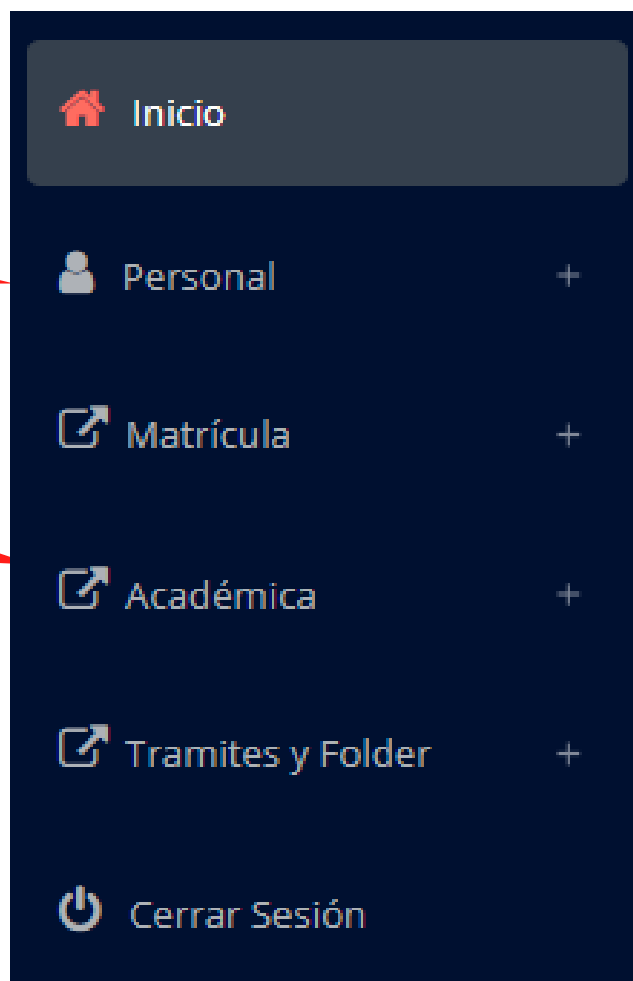 Inicio
Personal +
Matrícula +
Académica +
Tramites y Folder +
Cerrar Sesión